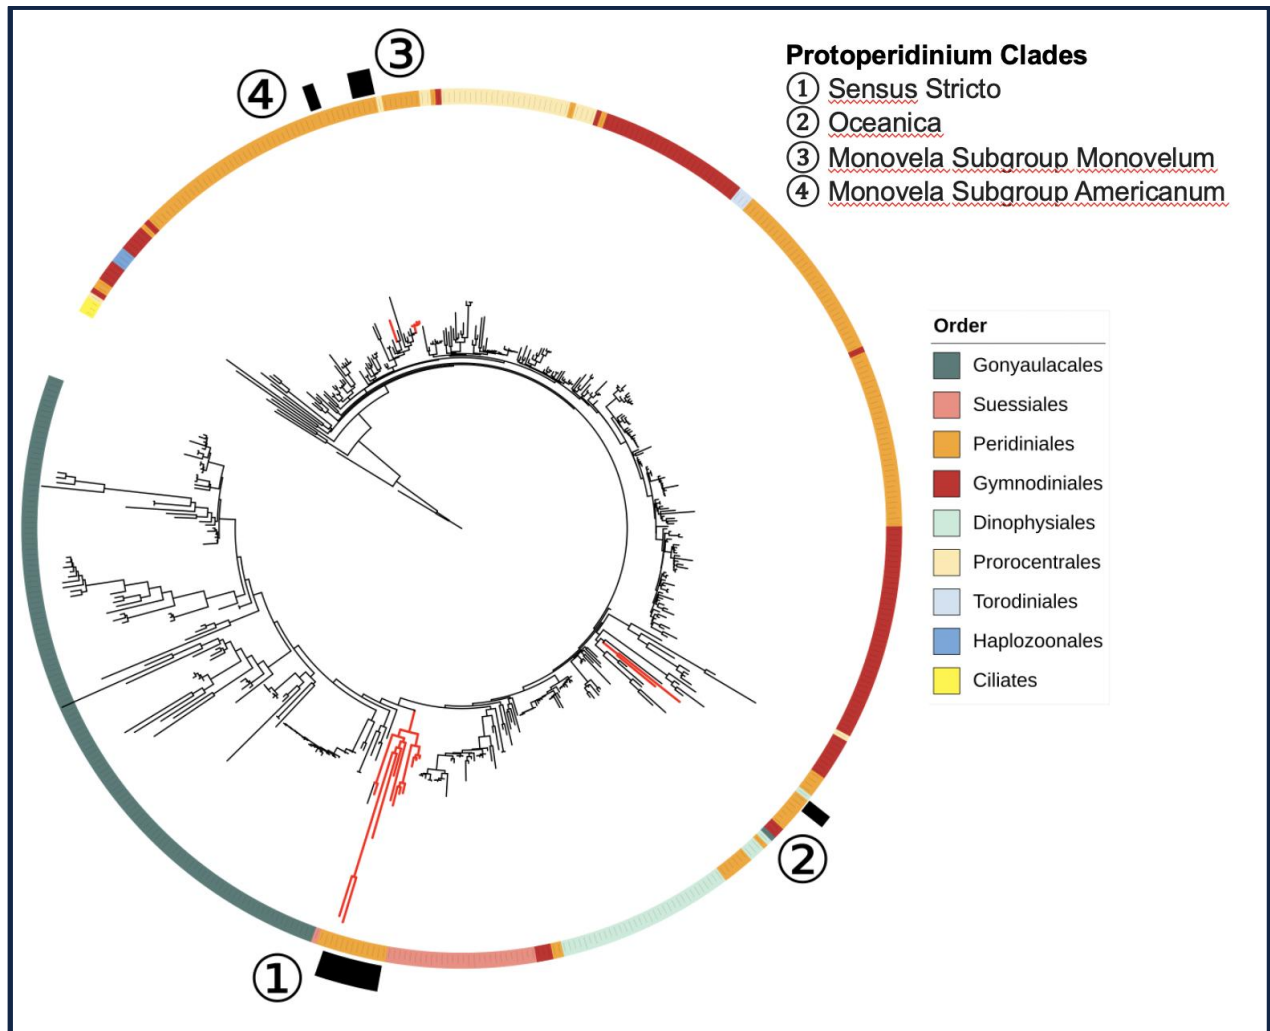 ③
④
Protoperidinium Clades
① Sensus Stricto
② Oceanica
③ Monovela Subgroup Monovelum
④ Monovela Subgroup Americanum
Order
Gonyaulacales
Suessiales
Peridiniales
Gymnodiniales
Dinophysiales
Prorocentrales
Torodiniales
Haplozoonales
Ciliates
②
①